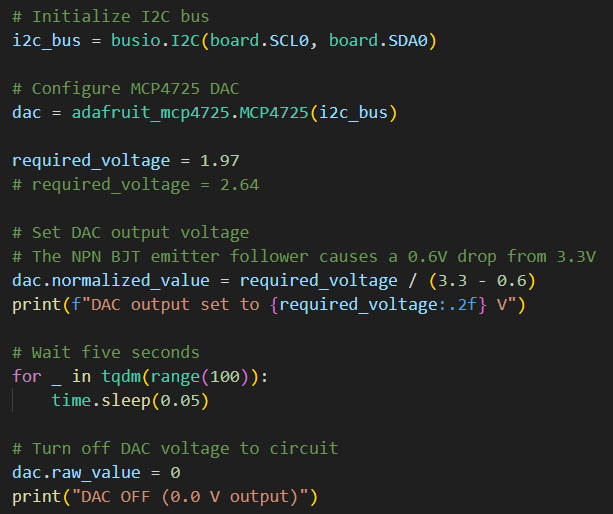 # Initialize I2C bus
i2c_bus = busio.I2C(board.SCL0, board.SDA0)
# Configure MCP4725 DAC
dac = adafruit_mcp4725.MCP4725(i2c_bus)
required_voltage = 1.97
# required_voltage = 2.64
# Set DAC output voltage
# The NPN BJT emitter follower causes a 0.6V drop from 3.3V
dac.normalized_value = required_voltage / (3.3 - 0.6)
print(f"DAC output set to {required_voltage:.2f} V")
# Wait five seconds
for _ in tqdm(range(100)):
    time.sleep(0.05)
# Turn off DAC voltage to circuit
dac.raw_value = 0
print("DAC OFF (0.0 V output)")